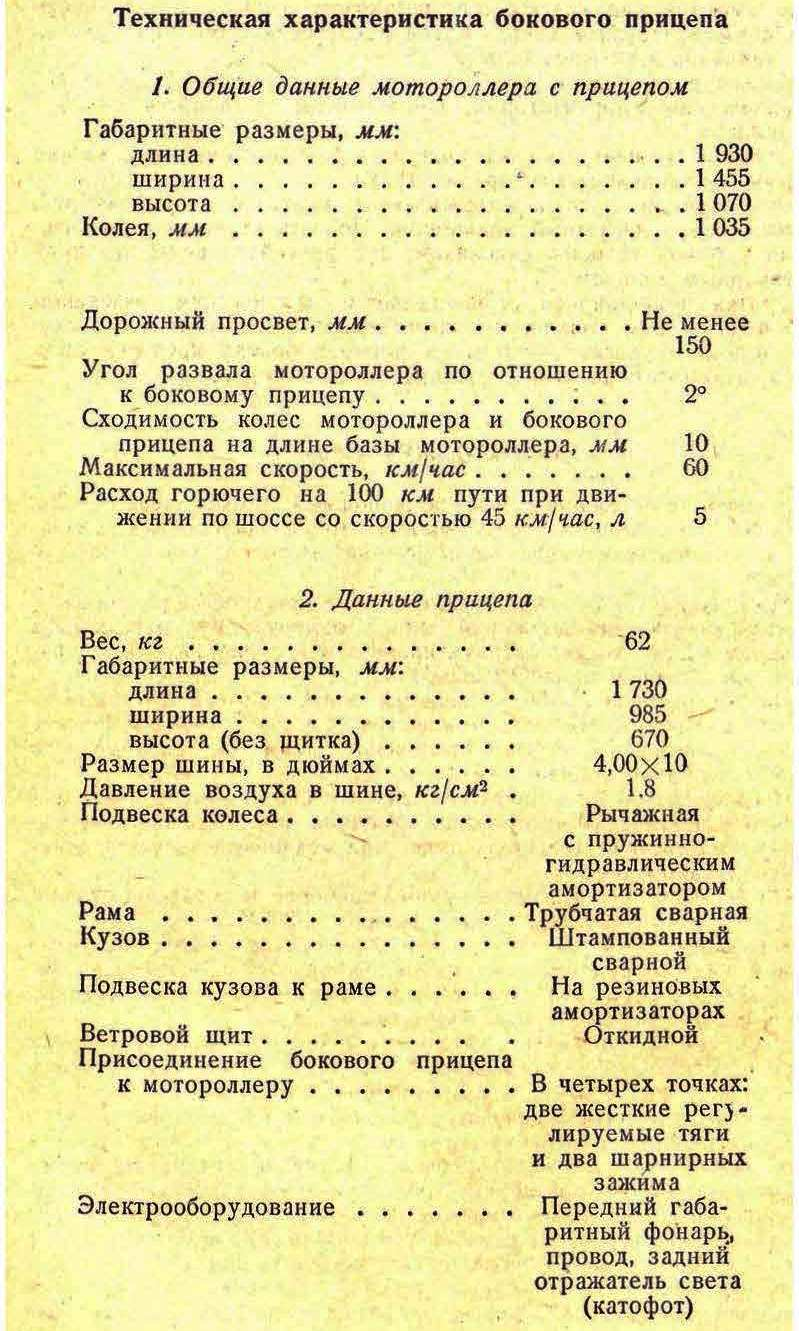 Техническая характеристика бокового прицепа
1. Общие данные мотороллера с прицепом
Габаритные размеры, мм:
длина . . . . . . . . . . . . . . . . . . . . 1 930
ширина . . . . . . . . . . . . . . . . . . . 1 455
высота . . . . . . . . . . . . . . . . . . . 1 070
Колея, мм . . . . . . . . . . . . . . . . . . . 1 035
Дорожный просвет, мм . . . . . . . . . . . Не менее
150
Угол развала мотороллера по отношению
к боковому прицепу . . . . . . . . . . . 2°
Сходимость колес мотороллера и бокового
прицепа на длине базы мотороллера, мм 10
Максимальная скорость, км/час . . . . . . . 60
Расход горючего на 100 км пути при дви-
жении по шоссе со скоростью 45 км/час, л 5
2. Данные прицепа
Вес, кг . . . . . . . . . . . . . . 62
Габаритные размеры, мм:
длина . . . . . . . . . . . . . 1 730
ширина . . . . . . . . . . . . 985
высота (без щитка) . . . . . . 670
Размер шины, в дюймах . . . . . . 4,00×10
Давление воздуха в шине, кг/см² . 1.8
Подвеска колеса . . . . . . . . . . Рычажная
с пружинно-
гидравлическим
амортизатором
Рама . . . . . . . . . . . . . . . Трубчатая сварная
Кузов . . . . . . . . . . . . . . . Штампованный
сварной
Подвеска кузова к раме . . . . . . На резиновых
амортизаторах
Ветровой щит . . . . . . . . . . . Откидной
Присоединение бокового прицепа
к мотороллеру . . . . . . . . . В четырех точках:
две жесткие регу-
лируемые тяги
и два шарнирных
зажима
Электрооборудование . . . . . . . Передний габа-
ритный фонарь,
провод, задний
отражатель света
(катофот)